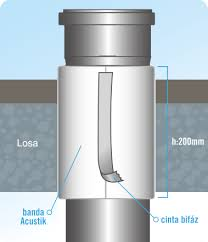 Losa
h:200mm
banda
Acustik
cinta bifáz